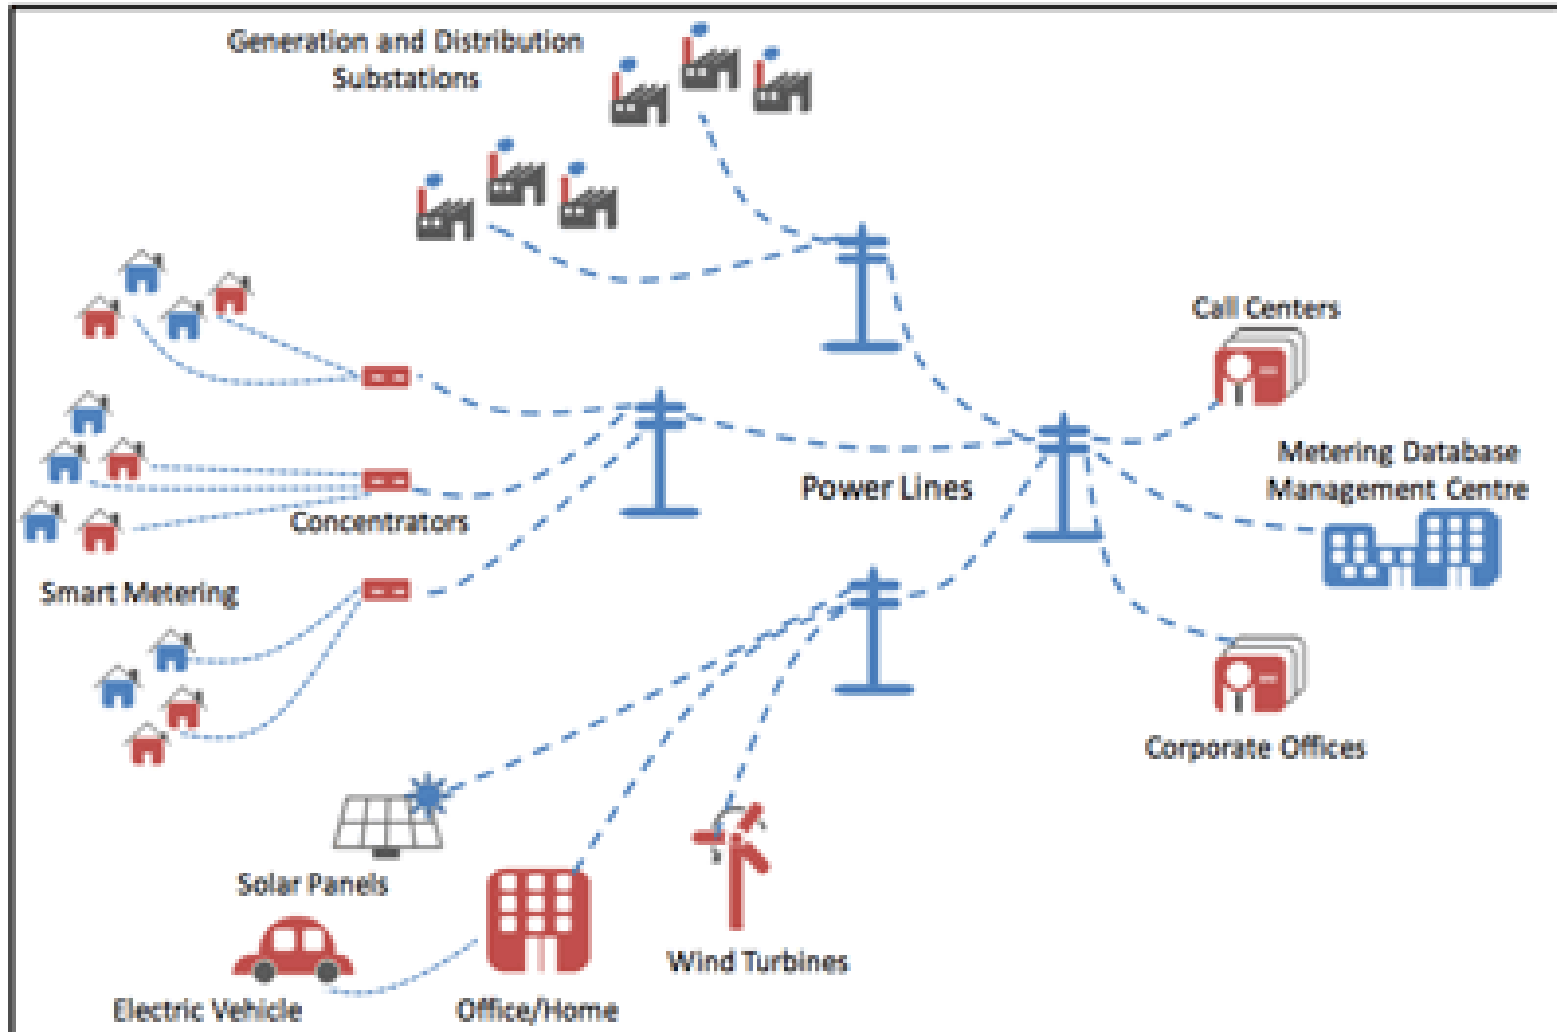 Generation and Distribution
Substations
Call Centers
Metering Database
Management Centre
Power Lines
Concentrators
Smart Metering
Corporate Offices
Solar Panels
Wind Turbines
Electric Vehicle
Office/Home